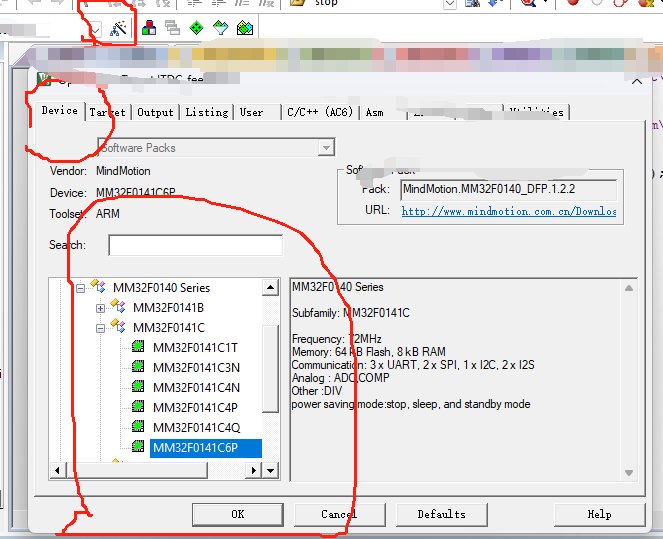 stop
Device Target Output Listing User C/C++ (AC6) Asm Utilities
Software Packs
Vendor: MindMotion
Device: MM32F0141C6P
Toolset: ARM
Search:
Pack: MindMotion.MM32F0140_DFP.1.2.2
URL: http://www.mindmotion.com.cn/Downloa
MM32F0140 Series
MM32F0141B
MM32F0141C
MM32F0141C1T
MM32F0141C3N
MM32F0141C4N
MM32F0141C4P
MM32F0141C4Q
MM32F0141C6P
MM32F0140 Series
Subfamily: MM32F0141C
Frequency: 72MHz
Memory: 64 kB Flash, 8 kB RAM
Communication: 3 x UART, 2 x SPI, 1 x I2C, 2 x I2S
Analog : ADC,COMP
Other :DIV
power saving mode:stop, sleep, and standby mode
OK Cancel Defaults Help